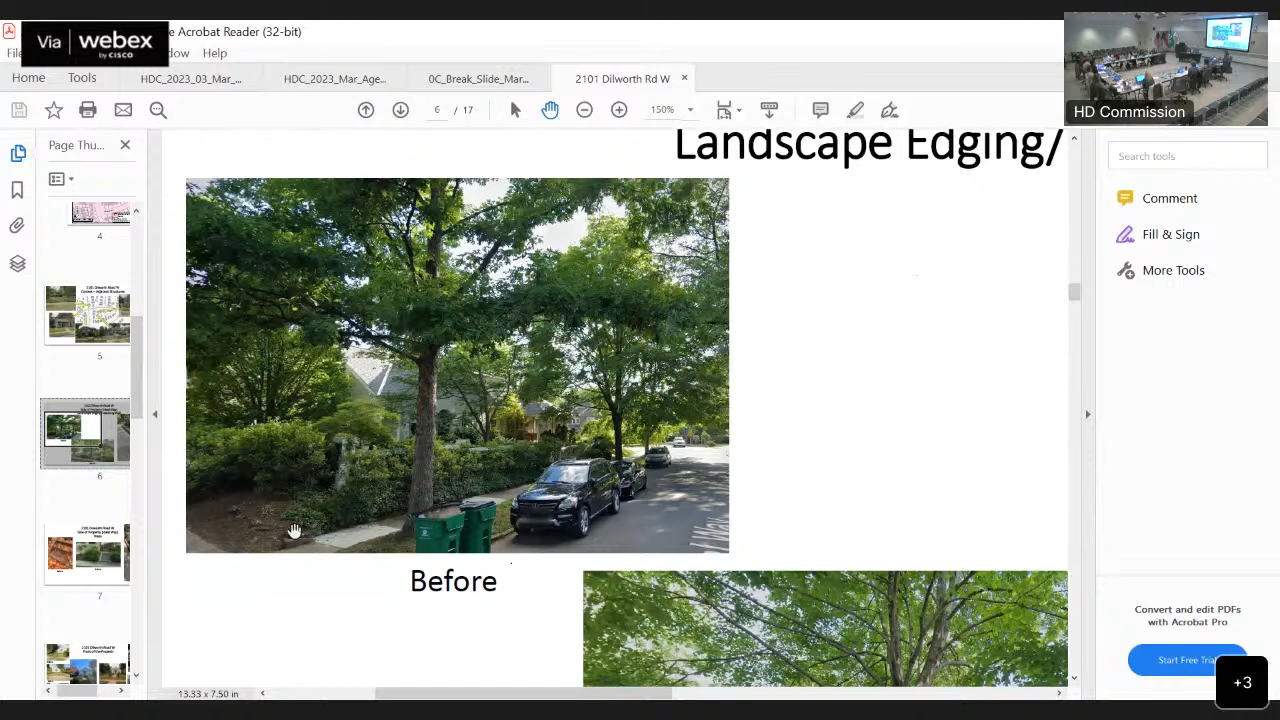 Via webex
by CISCO
e Acrobat Reader (32-bit)
dow Help
HD Commission
Home Tools HDC_2023_03_Mar_... HDC_2023_Mar_Age... 0C_Break_Slide_Mar... 2101 Dilworth Rd W
6 / 17 150%
Page Thu...
Search tools
Comment
Fill & Sign
More Tools
Landscape Edging/
4
5
6
7
Before
Convert and edit PDFs
with Acrobat Pro
Start Free Trial
13.33 x 7.50 in
+3